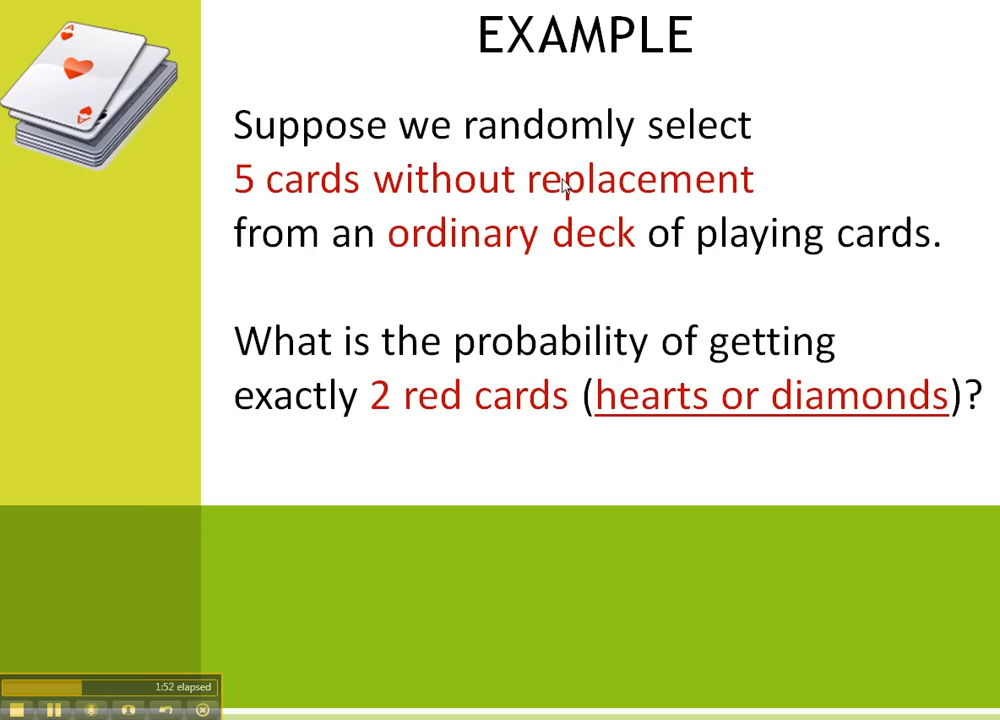 EXAMPLE
Suppose we randomly select
5 cards without replacement
from an ordinary deck of playing cards.
What is the probability of getting
exactly 2 red cards (hearts or diamonds)?
1:52 elapsed